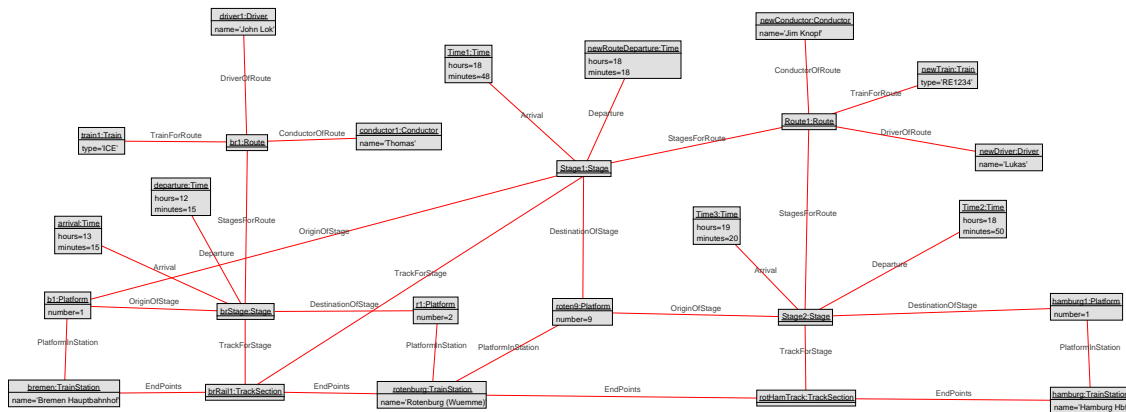 driver1:Driver
name='John Lok'
newConductor:Conductor
name='Jim Knopf'
Time1:Time
hours=18
minutes=48
newRouteDeparture:Time
hours=18
minutes=18
DriverOfRoute
ConductorOfRoute
newTrain:Train
type='RE1234'
TrainForRoute
Arrival
Departure
train1:Train
type='ICE'
TrainForRoute
br1:Route
ConductorOfRoute
conductor1:Conductor
name='Thomas'
StagesForRoute
Route1:Route
DriverOfRoute
newDriver:Driver
name='Lukas'
Stage1:Stage
departure:Time
hours=12
minutes=15
arrival:Time
hours=13
minutes=15
StagesForRoute
OriginOfStage
DestinationOfStage
StagesForRoute
Time3:Time
hours=19
minutes=20
Time2:Time
hours=18
minutes=50
Arrival
Departure
TrackForStage
Arrival
Departure
b1:Platform
number=1
OriginOfStage
brStage:Stage
DestinationOfStage
r1:Platform
number=2
roten9:Platform
number=9
OriginOfStage
Stage2:Stage
DestinationOfStage
hamburg1:Platform
number=1
PlatformInStation
TrackForStage
PlatformInStation
PlatformInStation
TrackForStage
PlatformInStation
bremen:TrainStation
name='Bremen Hauptbahnhof'
EndPoints
brRail1:TrackSection
EndPoints
rotenburg:TrainStation
name='Rotenburg (Wuemme)'
EndPoints
rotHamTrack:TrackSection
EndPoints
hamburg:TrainStation
name='Hamburg Hbf'